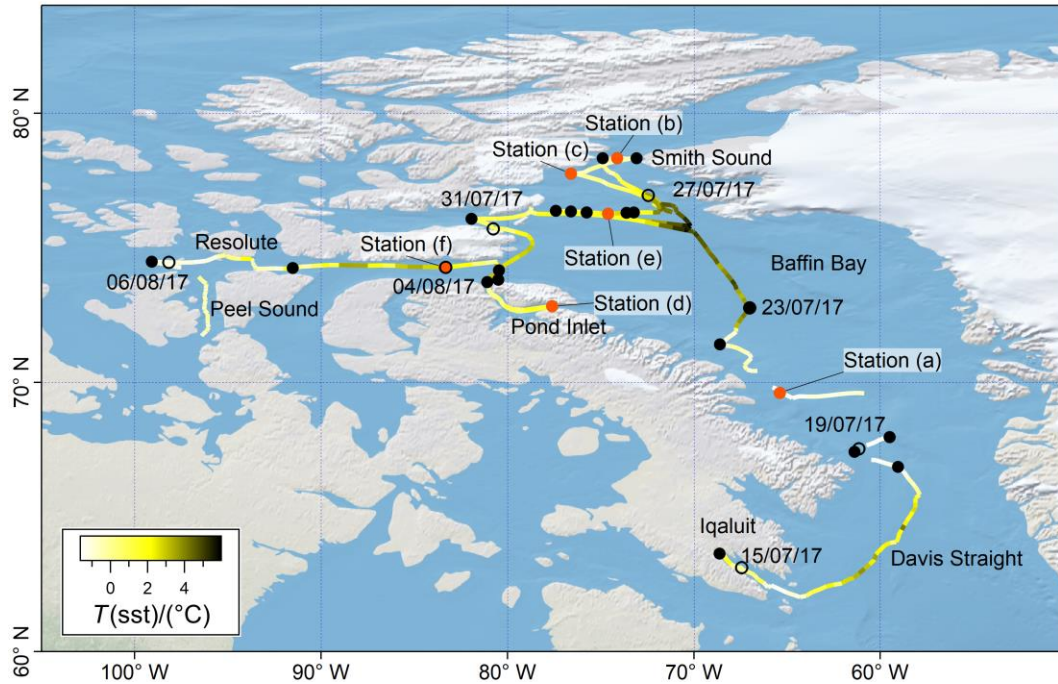 80° N
Station (b)
Station (c)
Smith Sound
31/07/17
27/07/17
Resolute
Station (f)
Station (e)
Baffin Bay
06/08/17
04/08/17
Station (d)
23/07/17
Peel Sound
Pond Inlet
70° N
Station (a)
19/07/17
Iqaluit
15/07/17
Davis Straight
0 2 4
T(sst)/(°C)
60° N
100° W 90° W 80° W 70° W 60° W